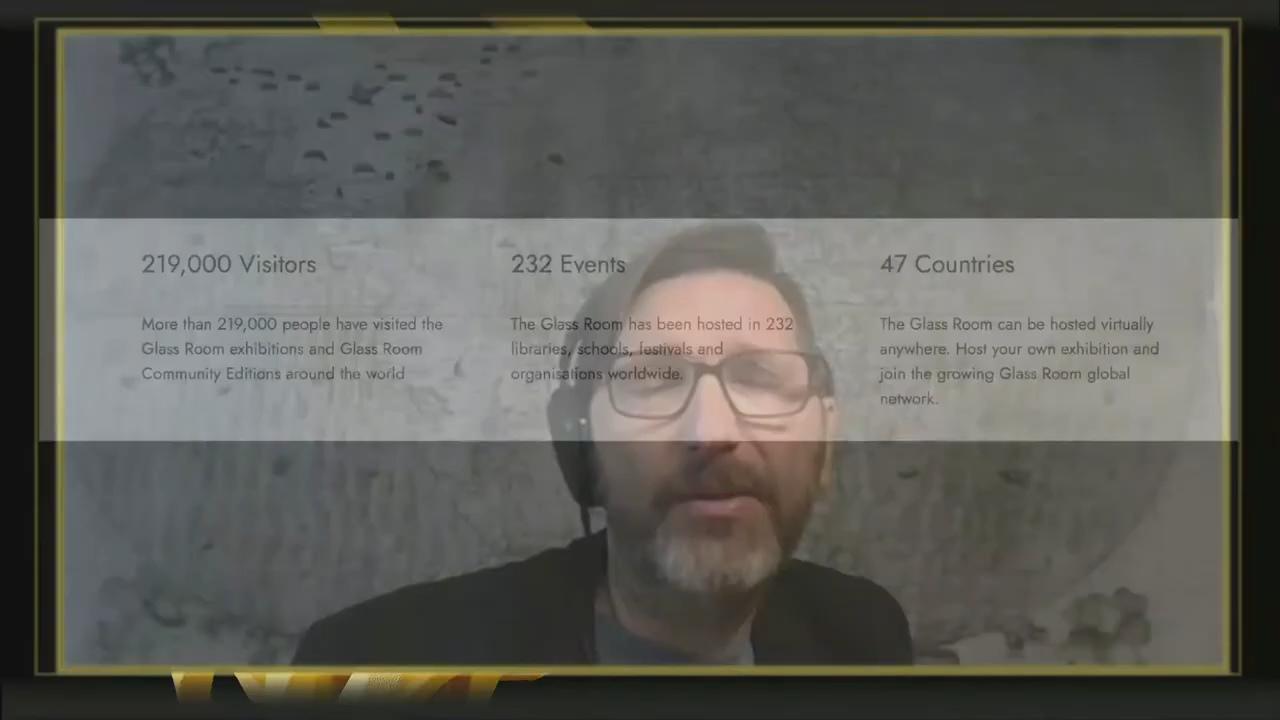 219,000 Visitors
More than 219,000 people have visited the
Glass Room exhibitions and Glass Room
Community Editions around the world
232 Events
The Glass Room has been hosted in 232
libraries, schools, festivals and
organisations worldwide.
47 Countries
The Glass Room can be hosted virtually
anywhere. Host your own exhibition and
join the growing Glass Room global
network.